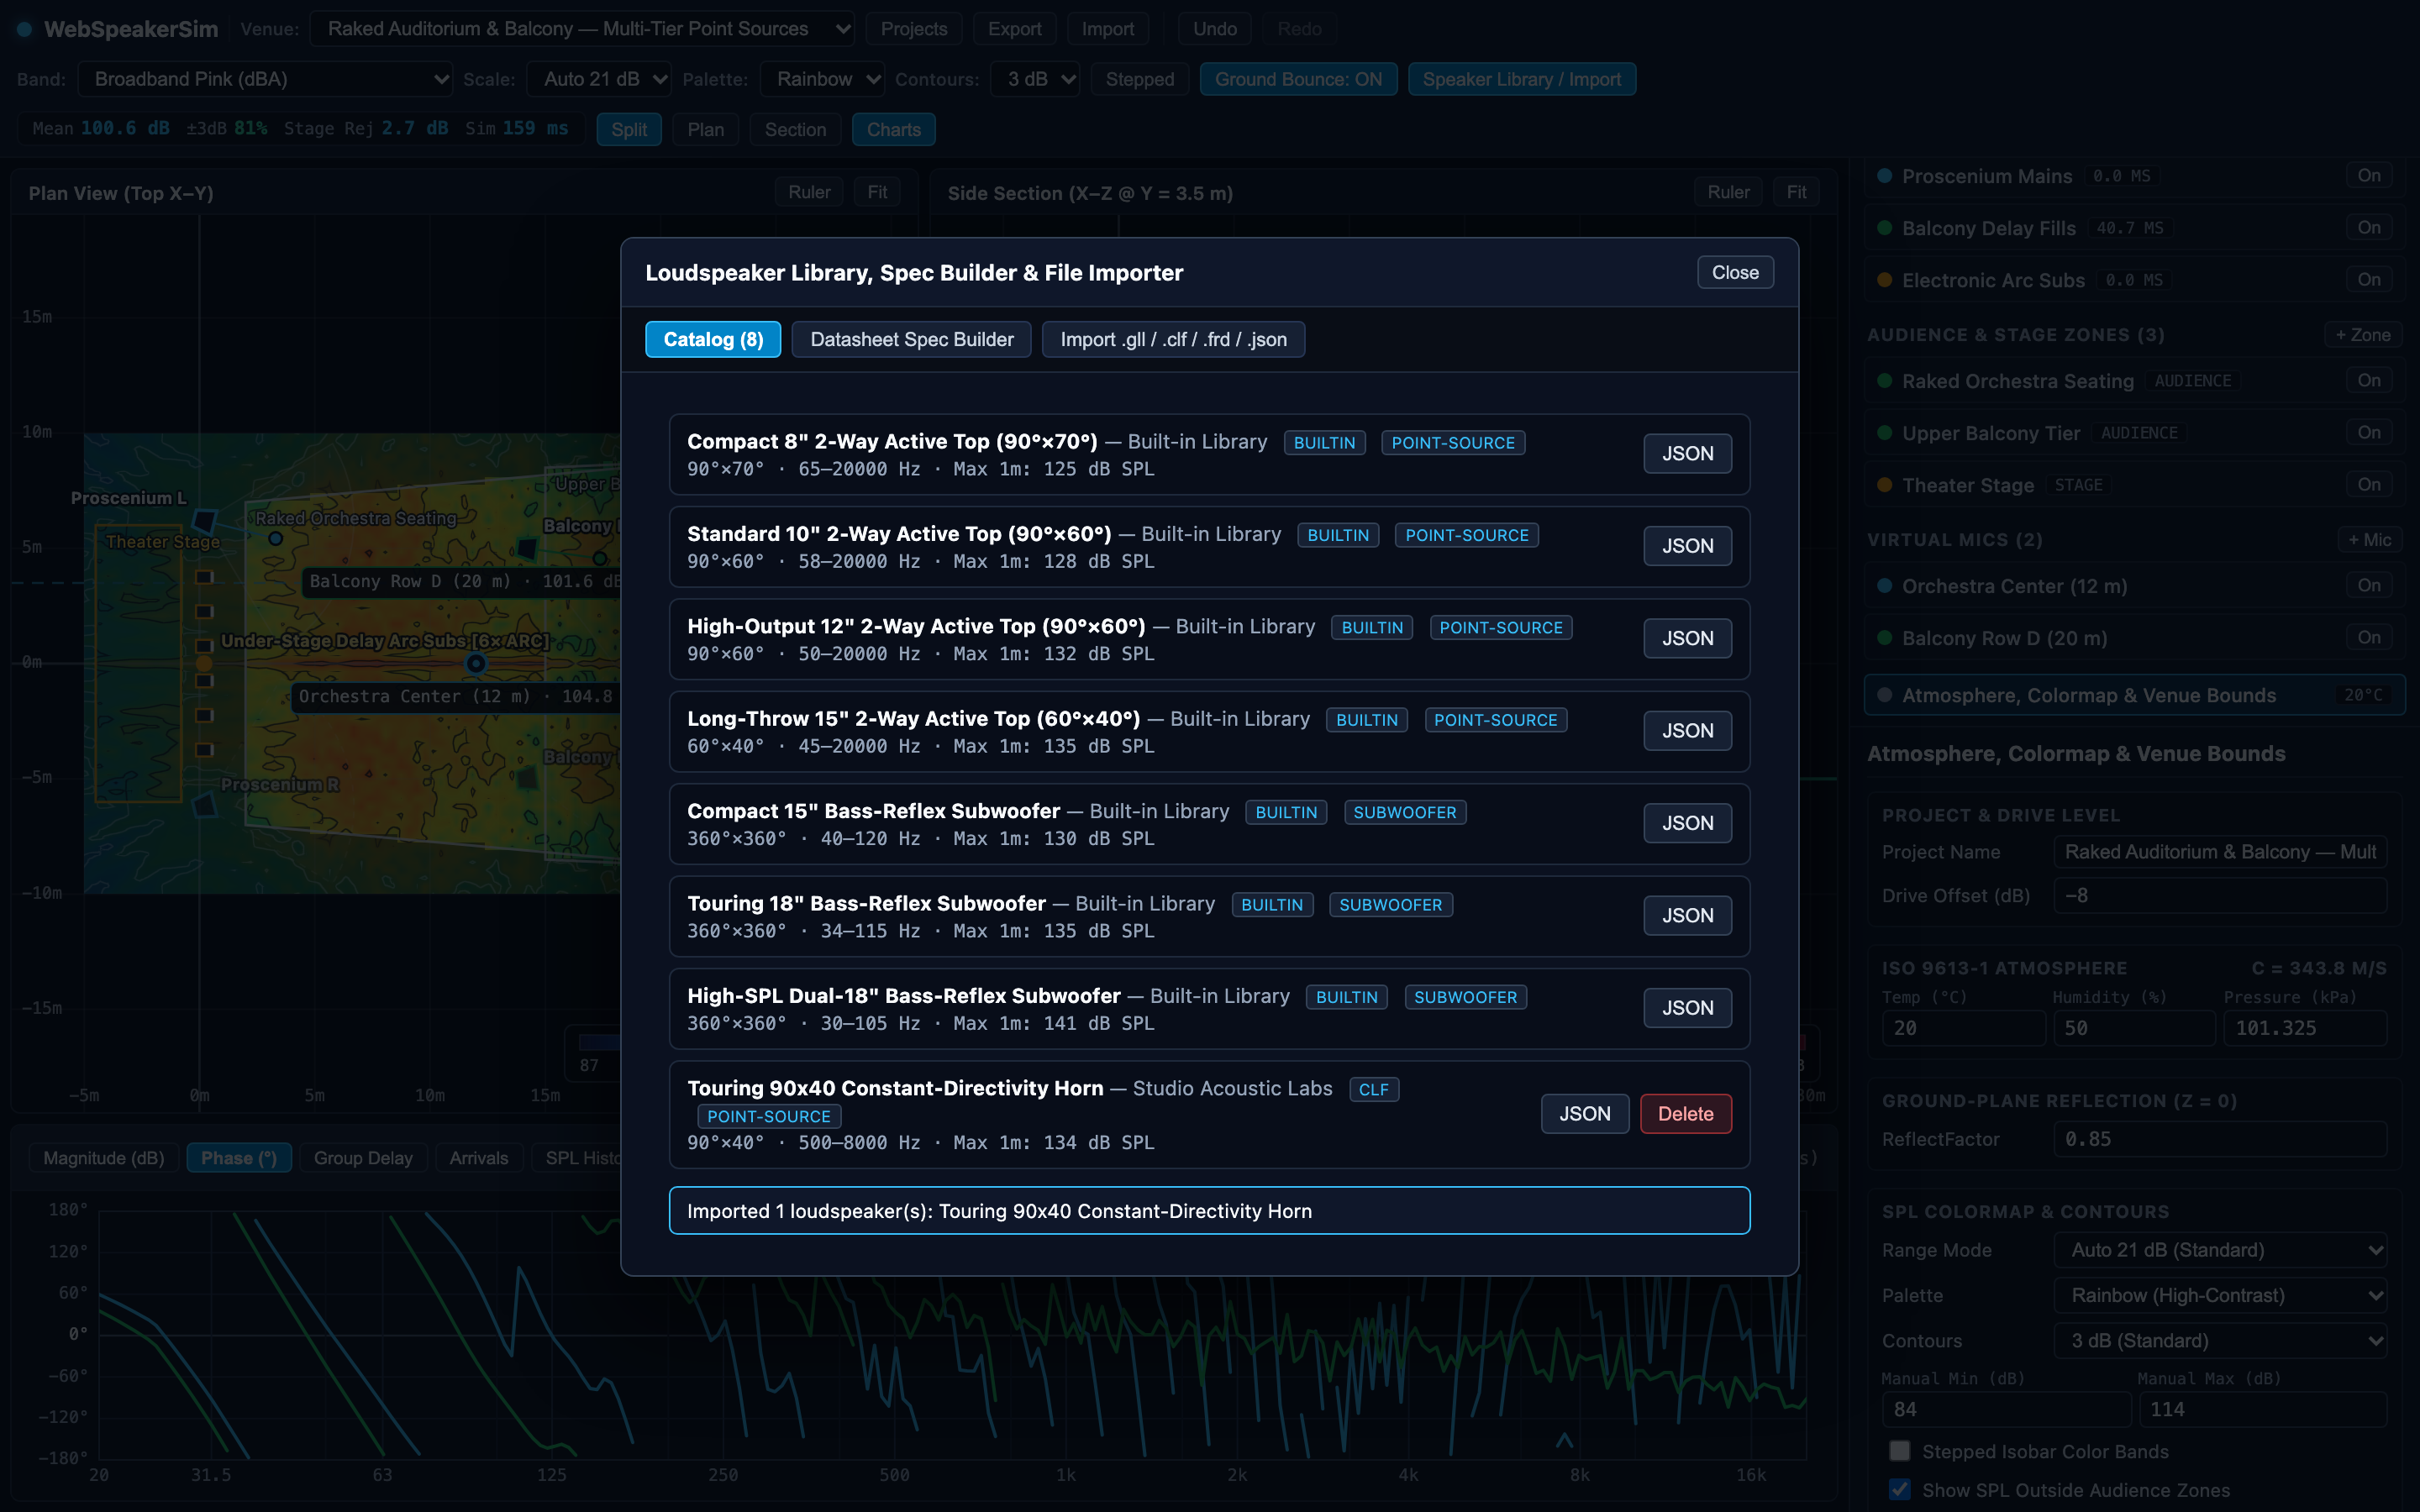 WebSpeakerSim Venue: Raked Auditorium & Balcony — Multi-Tier Point Sources Projects Export Import Undo Redo
Band: Broadband Pink (dBA) Scale: Auto 21 dB Palette: Rainbow Contours: 3 dB Stepped Ground Bounce: ON Speaker Library / Import
Mean 100.6 dB ±3dB 81% Stage Rej 2.7 dB Sim 159 ms Split Plan Section Charts
Plan View (Top X–Y) Ruler Fit
Side Section (X–Z @ Y = 3.5 m) Ruler Fit
15m
10m
5m
0m
−5m
−10m
−15m
Proscenium L
Theater Stage
Raked Orchestra Seating
Upper B
Balcony
Balcony Row D (20 m) · 101.6 dB
Under-Stage Delay Arc Subs [6x ARC]
Orchestra Center (12 m) · 104.8
Balcony
Proscenium R
87
−5m 0m 5m 10m 15m
Loudspeaker Library, Spec Builder & File Importer Close
Catalog (8) Datasheet Spec Builder Import .gll / .clf / .frd / .json
Compact 8" 2-Way Active Top (90°×70°) — Built-in Library BUILTIN POINT-SOURCE
90°×70° · 65–20000 Hz · Max 1m: 125 dB SPL
JSON
Standard 10" 2-Way Active Top (90°×60°) — Built-in Library BUILTIN POINT-SOURCE
90°×60° · 58–20000 Hz · Max 1m: 128 dB SPL
JSON
High-Output 12" 2-Way Active Top (90°×60°) — Built-in Library BUILTIN POINT-SOURCE
90°×60° · 50–20000 Hz · Max 1m: 132 dB SPL
JSON
Long-Throw 15" 2-Way Active Top (60°×40°) — Built-in Library BUILTIN POINT-SOURCE
60°×40° · 45–20000 Hz · Max 1m: 135 dB SPL
JSON
Compact 15" Bass-Reflex Subwoofer — Built-in Library BUILTIN SUBWOOFER
360°×360° · 40–120 Hz · Max 1m: 130 dB SPL
JSON
Touring 18" Bass-Reflex Subwoofer — Built-in Library BUILTIN SUBWOOFER
360°×360° · 34–115 Hz · Max 1m: 135 dB SPL
JSON
High-SPL Dual-18" Bass-Reflex Subwoofer — Built-in Library BUILTIN SUBWOOFER
360°×360° · 30–105 Hz · Max 1m: 141 dB SPL
JSON
Touring 90x40 Constant-Directivity Horn — Studio Acoustic Labs CLF
POINT-SOURCE
90°×40° · 500–8000 Hz · Max 1m: 134 dB SPL
JSON Delete
Imported 1 loudspeaker(s): Touring 90x40 Constant-Directivity Horn
Magnitude (dB) Phase (°) Group Delay Arrivals SPL Histo
180°
120°
60°
0°
−60°
−120°
−180°
20 31.5 63 125 250 500 1k 2k 4k 8k 16k
Proscenium Mains 0.0 MS On
Balcony Delay Fills 40.7 MS On
Electronic Arc Subs 0.0 MS On
AUDIENCE & STAGE ZONES (3) + Zone
Raked Orchestra Seating AUDIENCE On
Upper Balcony Tier AUDIENCE On
Theater Stage STAGE On
VIRTUAL MICS (2) + Mic
Orchestra Center (12 m) On
Balcony Row D (20 m) On
Atmosphere, Colormap & Venue Bounds 20°C
Atmosphere, Colormap & Venue Bounds
PROJECT & DRIVE LEVEL
Project Name Raked Auditorium & Balcony — Mult
Drive Offset (dB) −8
ISO 9613-1 ATMOSPHERE C = 343.8 M/S
Temp (°C) Humidity (%) Pressure (kPa)
20 50 101.325
GROUND-PLANE REFLECTION (Z = 0)
ReflectFactor 0.85
SPL COLORMAP & CONTOURS
Range Mode Auto 21 dB (Standard)
Palette Rainbow (High-Contrast)
Contours 3 dB (Standard)
Manual Min (dB) Manual Max (dB)
84 114
Stepped Isobar Color Bands
Show SPL Outside Audience Zones